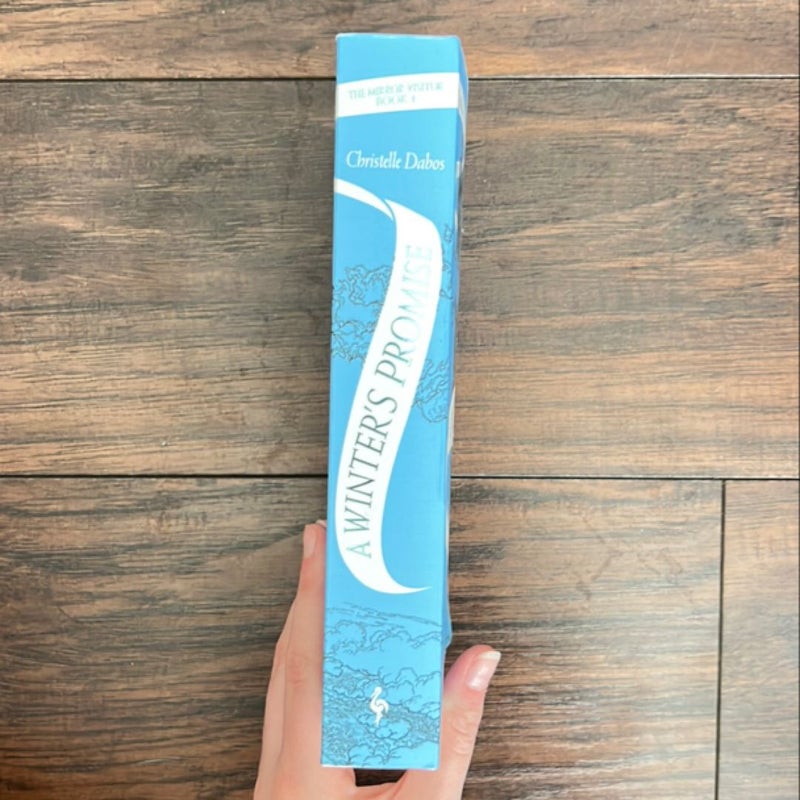 THE MIRROR VISITOR
BOOK 1
Christelle Dabos
A WINTER'S PROMISE